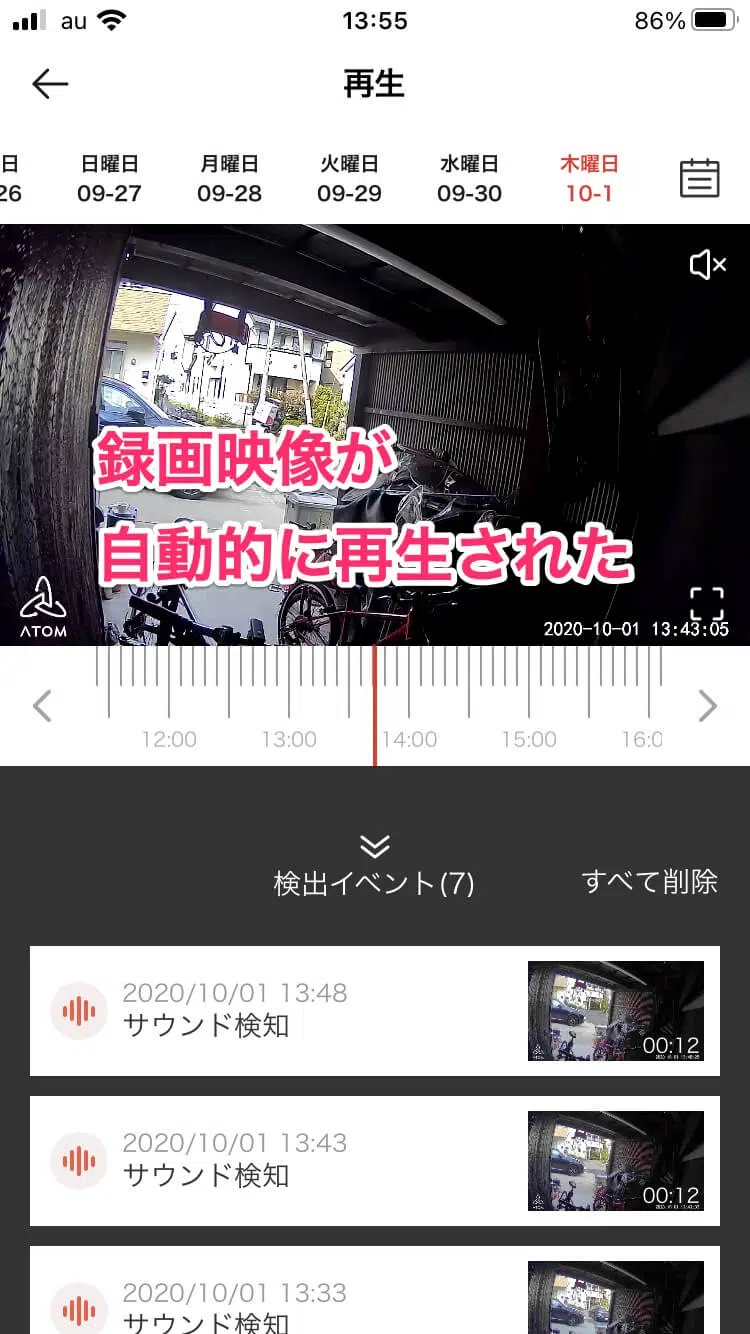 au 13:55 86%
再生
日 日曜日 月曜日 火曜日 水曜日 木曜日
26 09-27 09-28 09-29 09-30 10-1
録画映像が
自動的に再生された
ATOM
2020-10-01 13:43:05
12:00 13:00 14:00 15:00 16:0
検出イベント(7) すべて削除
2020/10/01 13:48
サウンド検知
00:12
2020/10/01 13:43
サウンド検知
00:12
2020/10/01 13:33
サウンド検知